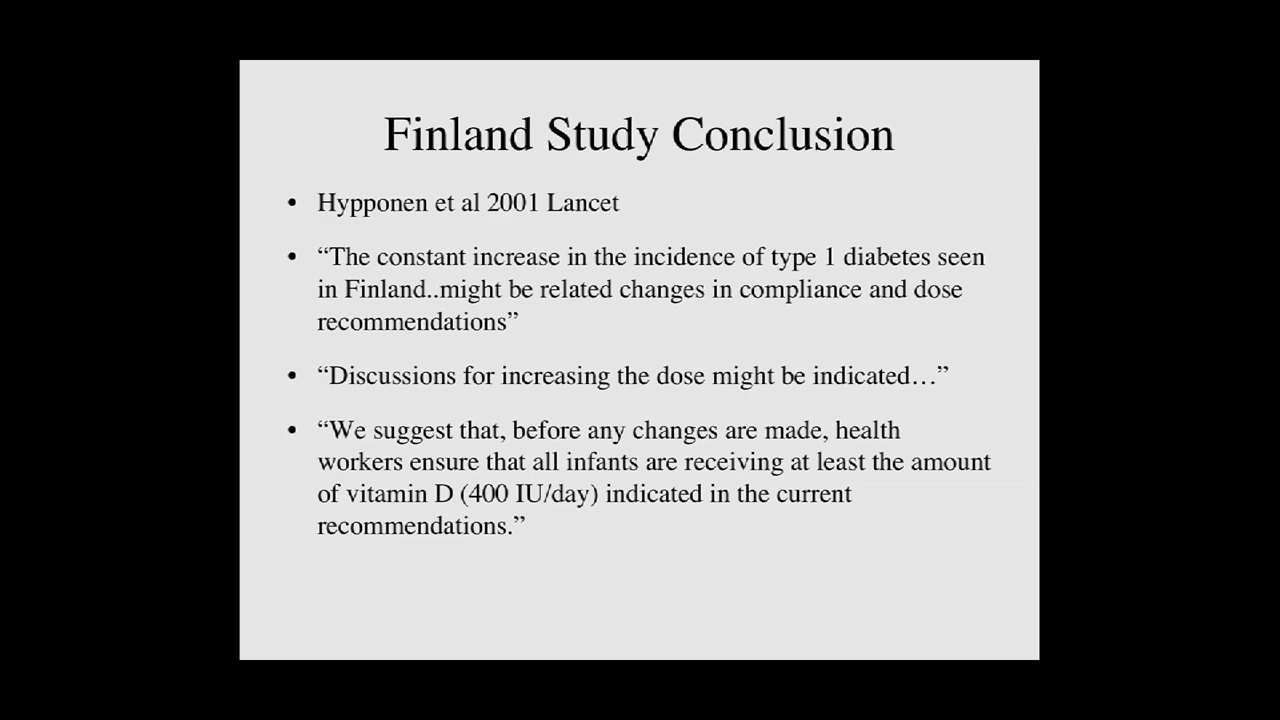 Finland Study Conclusion
• Hypponen et al 2001 Lancet
• “The constant increase in the incidence of type 1 diabetes seen
in Finland..might be related changes in compliance and dose
recommendations”
• “Discussions for increasing the dose might be indicated…”
• “We suggest that, before any changes are made, health
workers ensure that all infants are receiving at least the amount
of vitamin D (400 IU/day) indicated in the current
recommendations.”